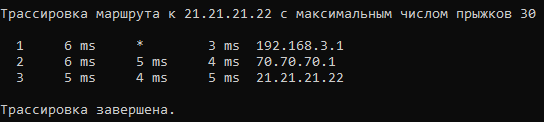 Трассировка маршрута к 21.21.21.22 с максимальным числом прыжков 30
1 6 ms * 3 ms 192.168.3.1
2 6 ms 5 ms 4 ms 70.70.70.1
3 5 ms 4 ms 5 ms 21.21.21.22
Трассировка завершена.